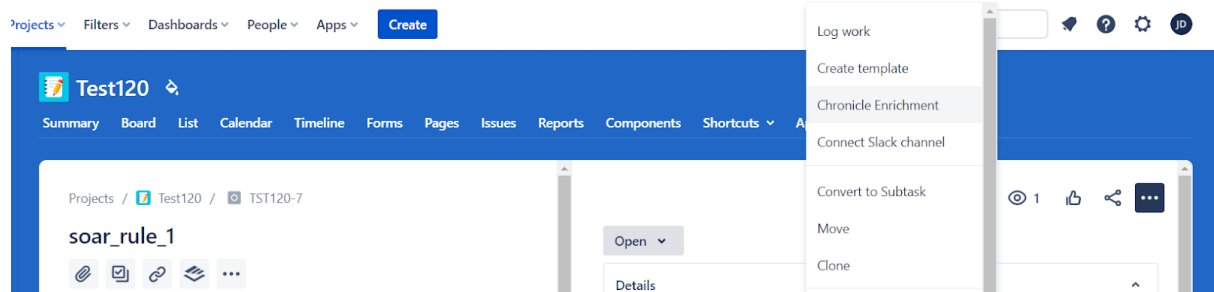 Projects Filters Dashboards People Apps Create
JD
Test120
Summary Board List Calendar Timeline Forms Pages Issues Reports Components Shortcuts
Projects / Test120 / TST120-7
soar_rule_1
1
Open
Details
Log work
Create template
Chronicle Enrichment
Connect Slack channel
Convert to Subtask
Move
Clone